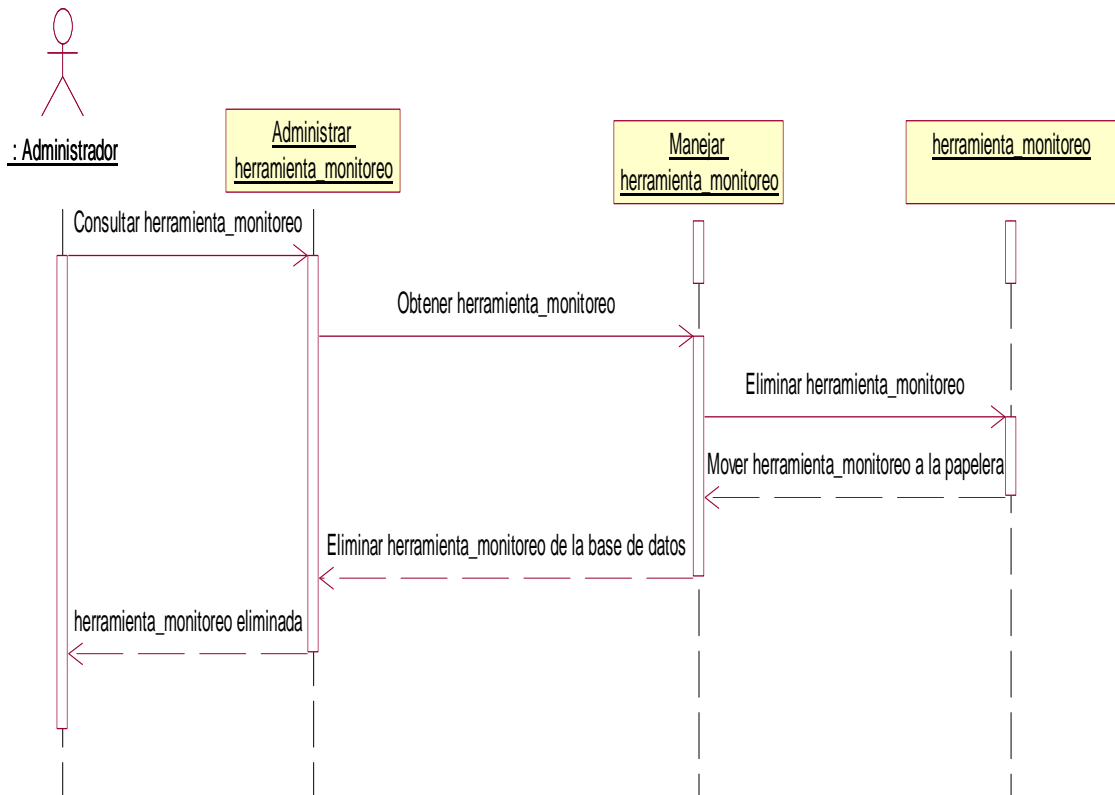 : Administrador
Administrar
herramienta_monitoreo
Manejar
herramienta_monitoreo
herramienta_monitoreo
Consultar herramienta_monitoreo
Obtener herramienta_monitoreo
Eliminar herramienta_monitoreo
Mover herramienta_monitoreo a la papelera
Eliminar herramienta_monitoreo de la base de datos
herramienta_monitoreo eliminada